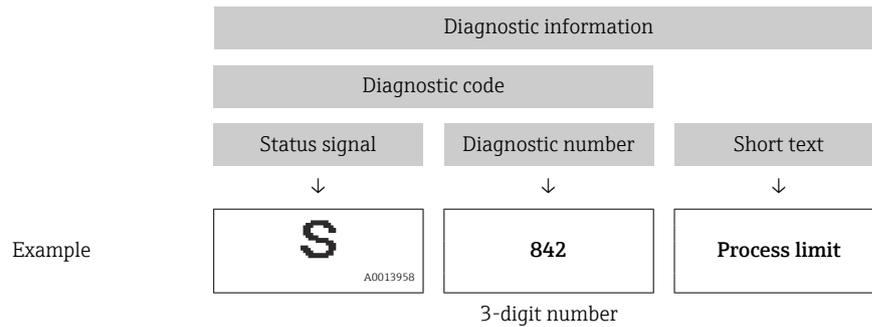 Diagnostic information
Diagnostic code
Status signal Diagnostic number Short text
↓ ↓ ↓
Example S 842 Process limit
A0013958
3-digit number